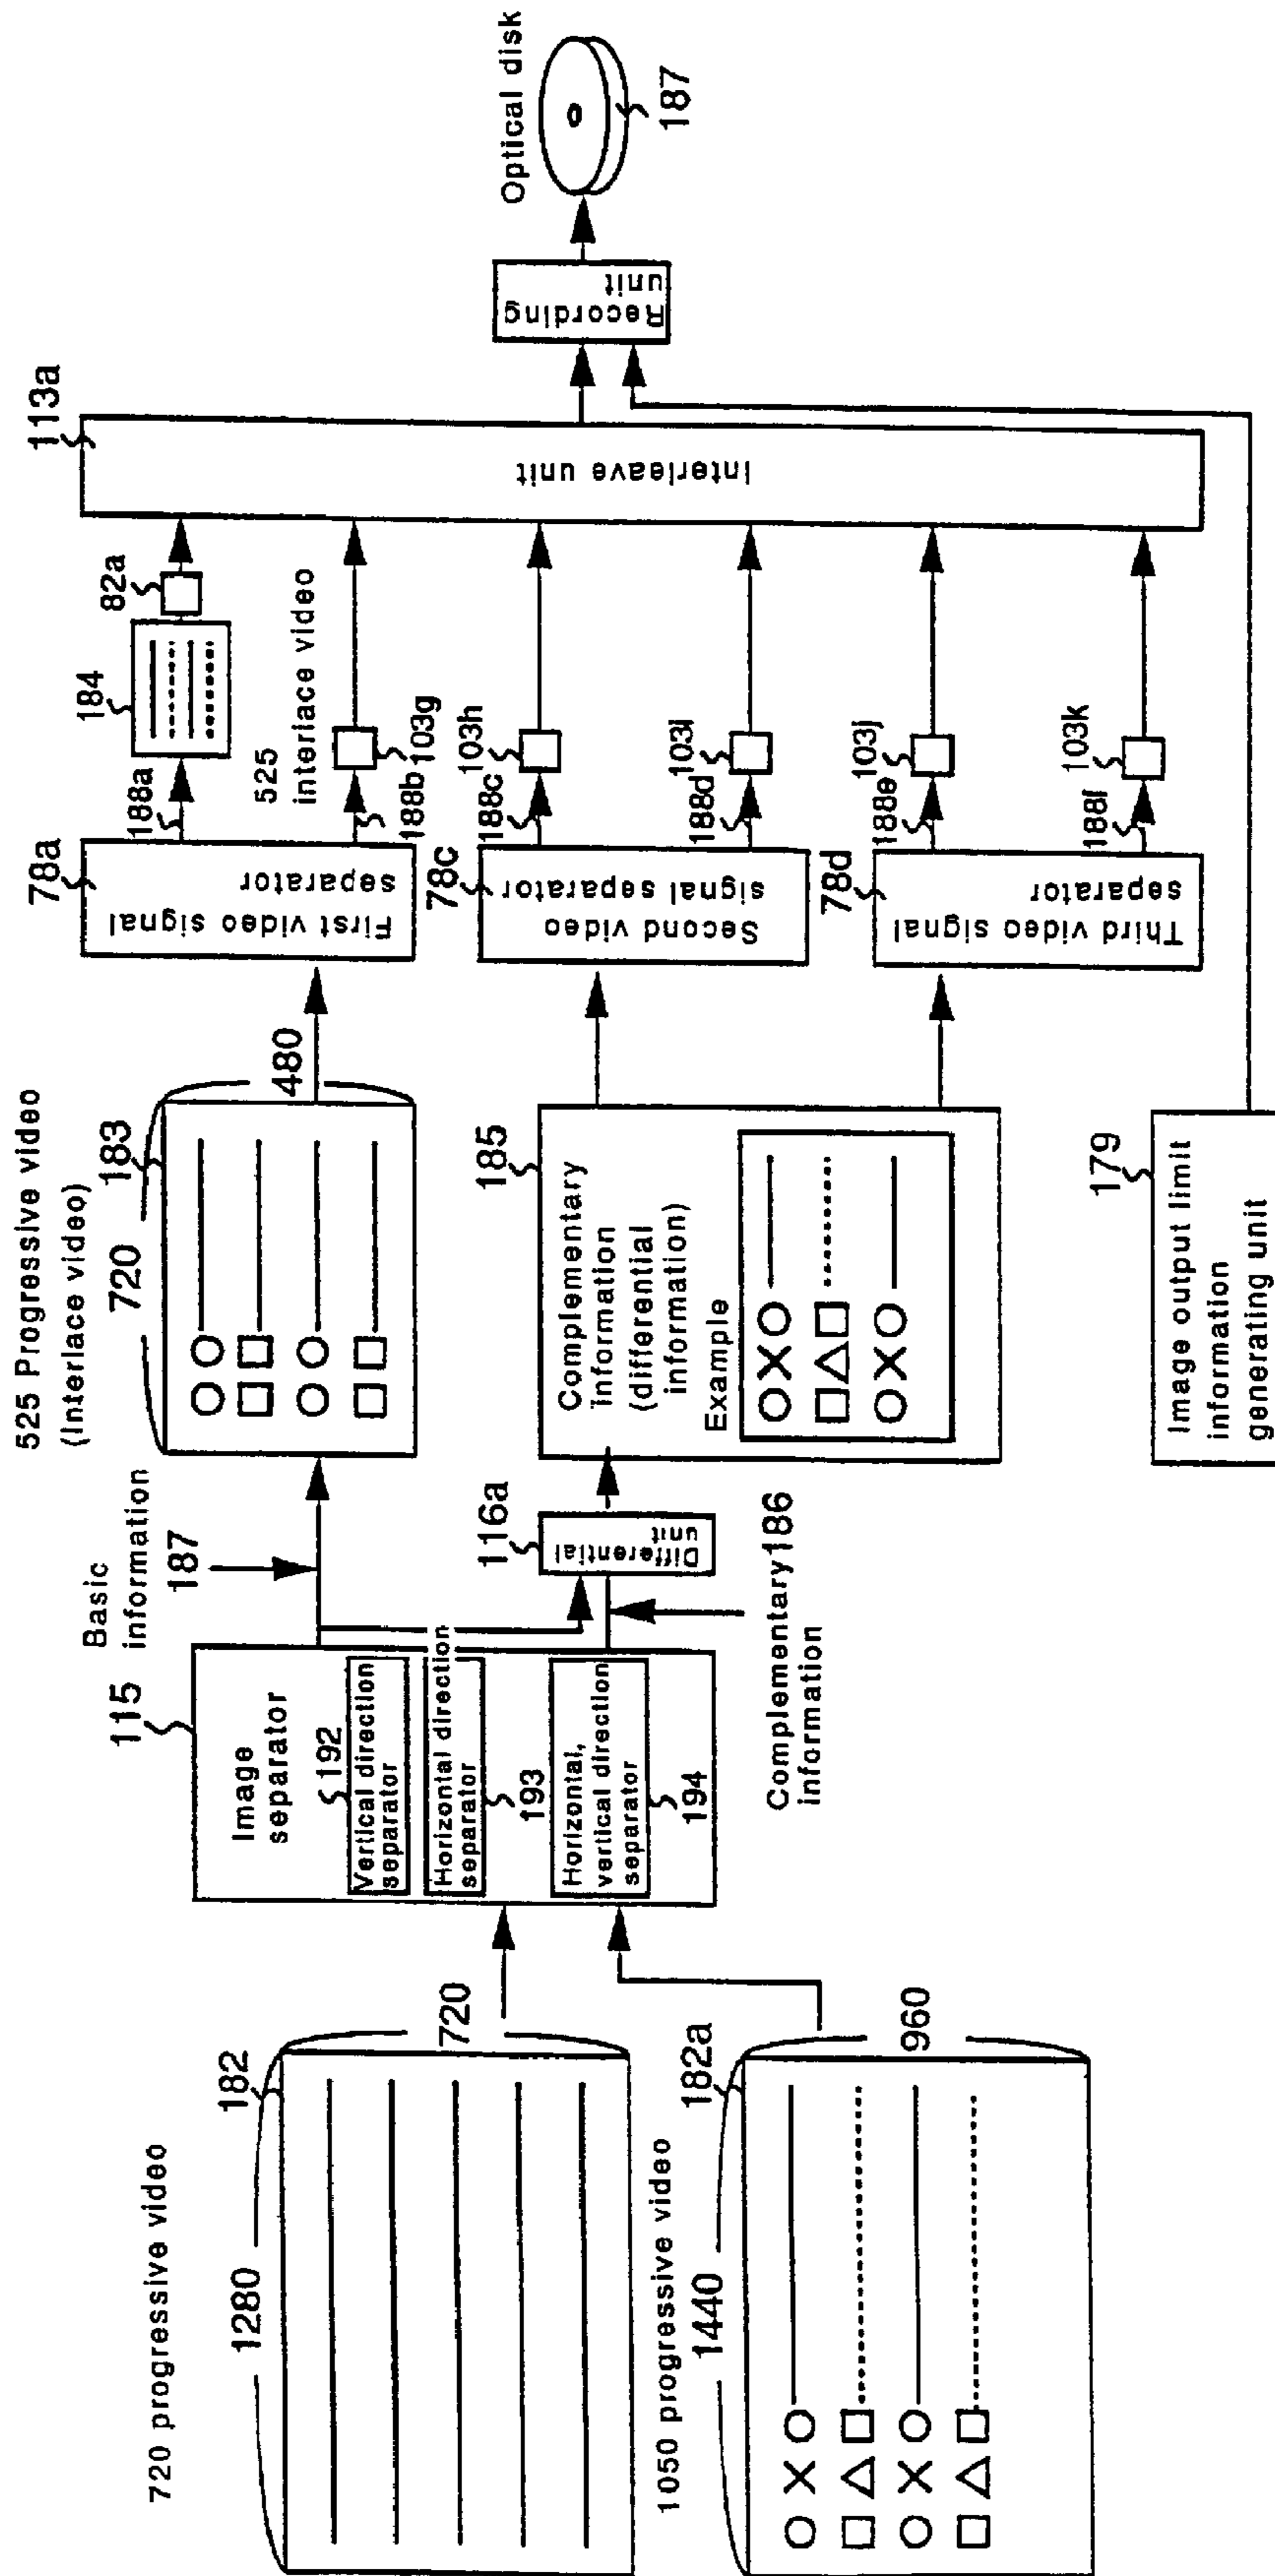 720 progressive video
1280
182
720
1050 progressive video
1440
182a
960
115
Image
separator
192
Vertical direction
separator
Horizontal direction
separator
193
Horizontal,
vertical direction
separator
194
Basic
information
187
116a
Differential
unit
Complementary186
information
525 Progressive video
(Interlace video)
720
183
480
185
Complementary
information
(differential
information)
Example
179
Image output limit
information
generating unit
78a
First video signal
separator
78c
Second video
signal separator
78d
Third video signal
separator
188a
184
82a
188b
103g
525
interlace video
188c
103h
188d
103i
188e
103j
188f
103k
113a
Interleave unit
Recording
unit
Optical disk
187